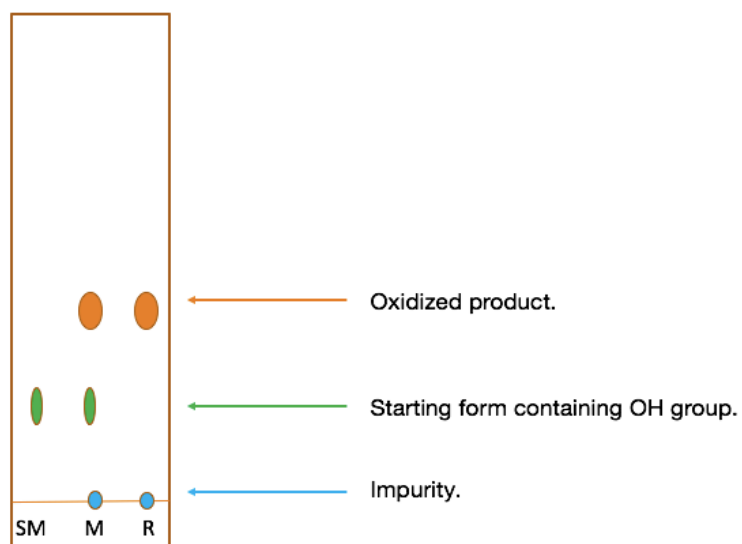 Oxidized product.
Starting form containing OH group.
Impurity.
SM M R